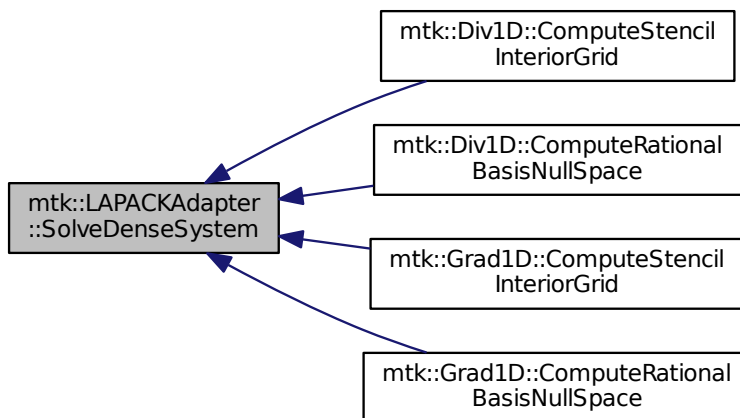 mtk::Div1D::ComputeStencil
InteriorGrid
mtk::Div1D::ComputeRational
BasisNullSpace
mtk::LAPACKAdapter
::SolveDenseSystem
mtk::Grad1D::ComputeStencil
InteriorGrid
mtk::Grad1D::ComputeRational
BasisNullSpace